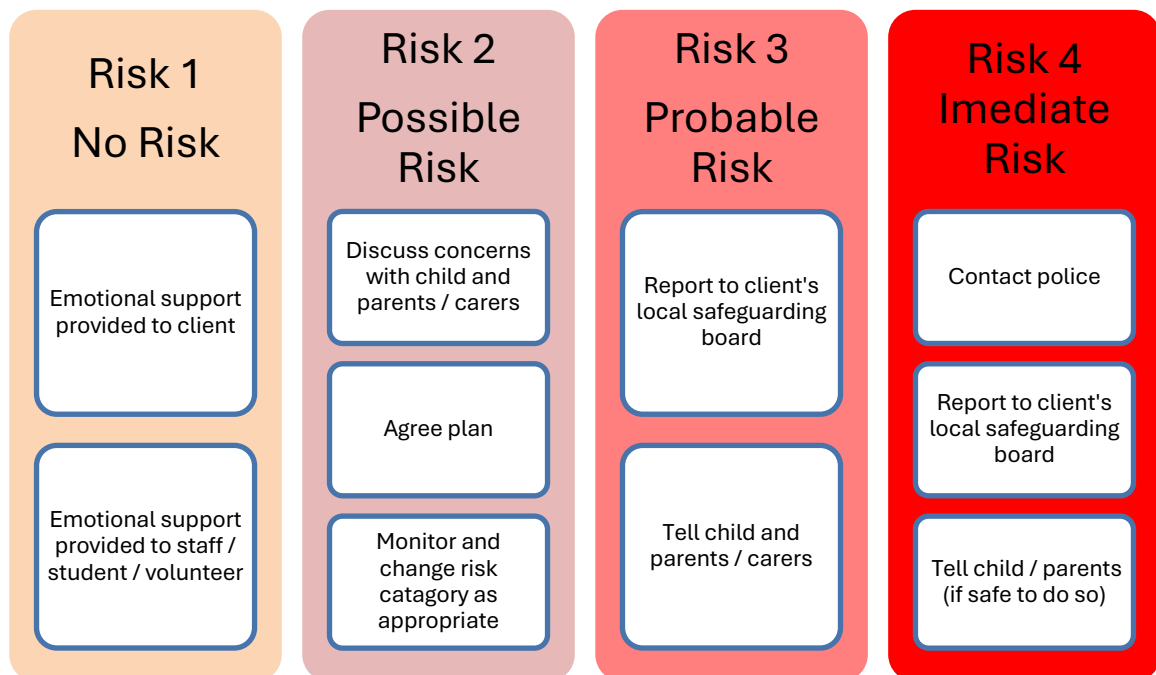 Risk 1
No Risk
Emotional support
provided to client
Emotional support
provided to staff /
student / volunteer
Risk 2
Possible
Risk
Discuss concerns
with child and
parents / carers
Agree plan
Monitor and
change risk
catagory as
appropriate
Risk 3
Probable
Risk
Report to client's
local safeguarding
board
Tell child and
parents / carers
Risk 4
Imediate
Risk
Contact police
Report to client's
local safeguarding
board
Tell child / parents
(if safe to do so)